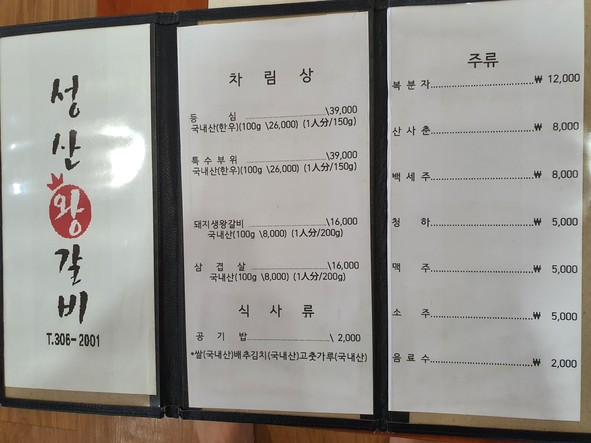 성산왕갈비
T.306-2001
차 림 상
등 심 ........................\39,000
국내산(한우)(100g \26,000) (1人分/150g)
특 수 부 위 ........................\39,000
국내산(한우)(100g \26,000) (1人分/150g)
돼지생왕갈비........................\16,000
국내산(100g \8,000) (1人分/200g)
삼 겹 살 ........................\16,000
국내산(100g \8,000) (1人分/200g)
식 사 류
공 기 밥........................\ 2,000
*쌀(국내산)배추김치(국내산)고춧가루(국내산)
주류
복 분 자........................₩ 12,000
산 사 춘........................₩ 8,000
백 세 주........................₩ 8,000
청 하........................₩ 5,000
맥 주........................₩ 5,000
소 주........................₩ 5,000
음 료 수........................₩ 2,000